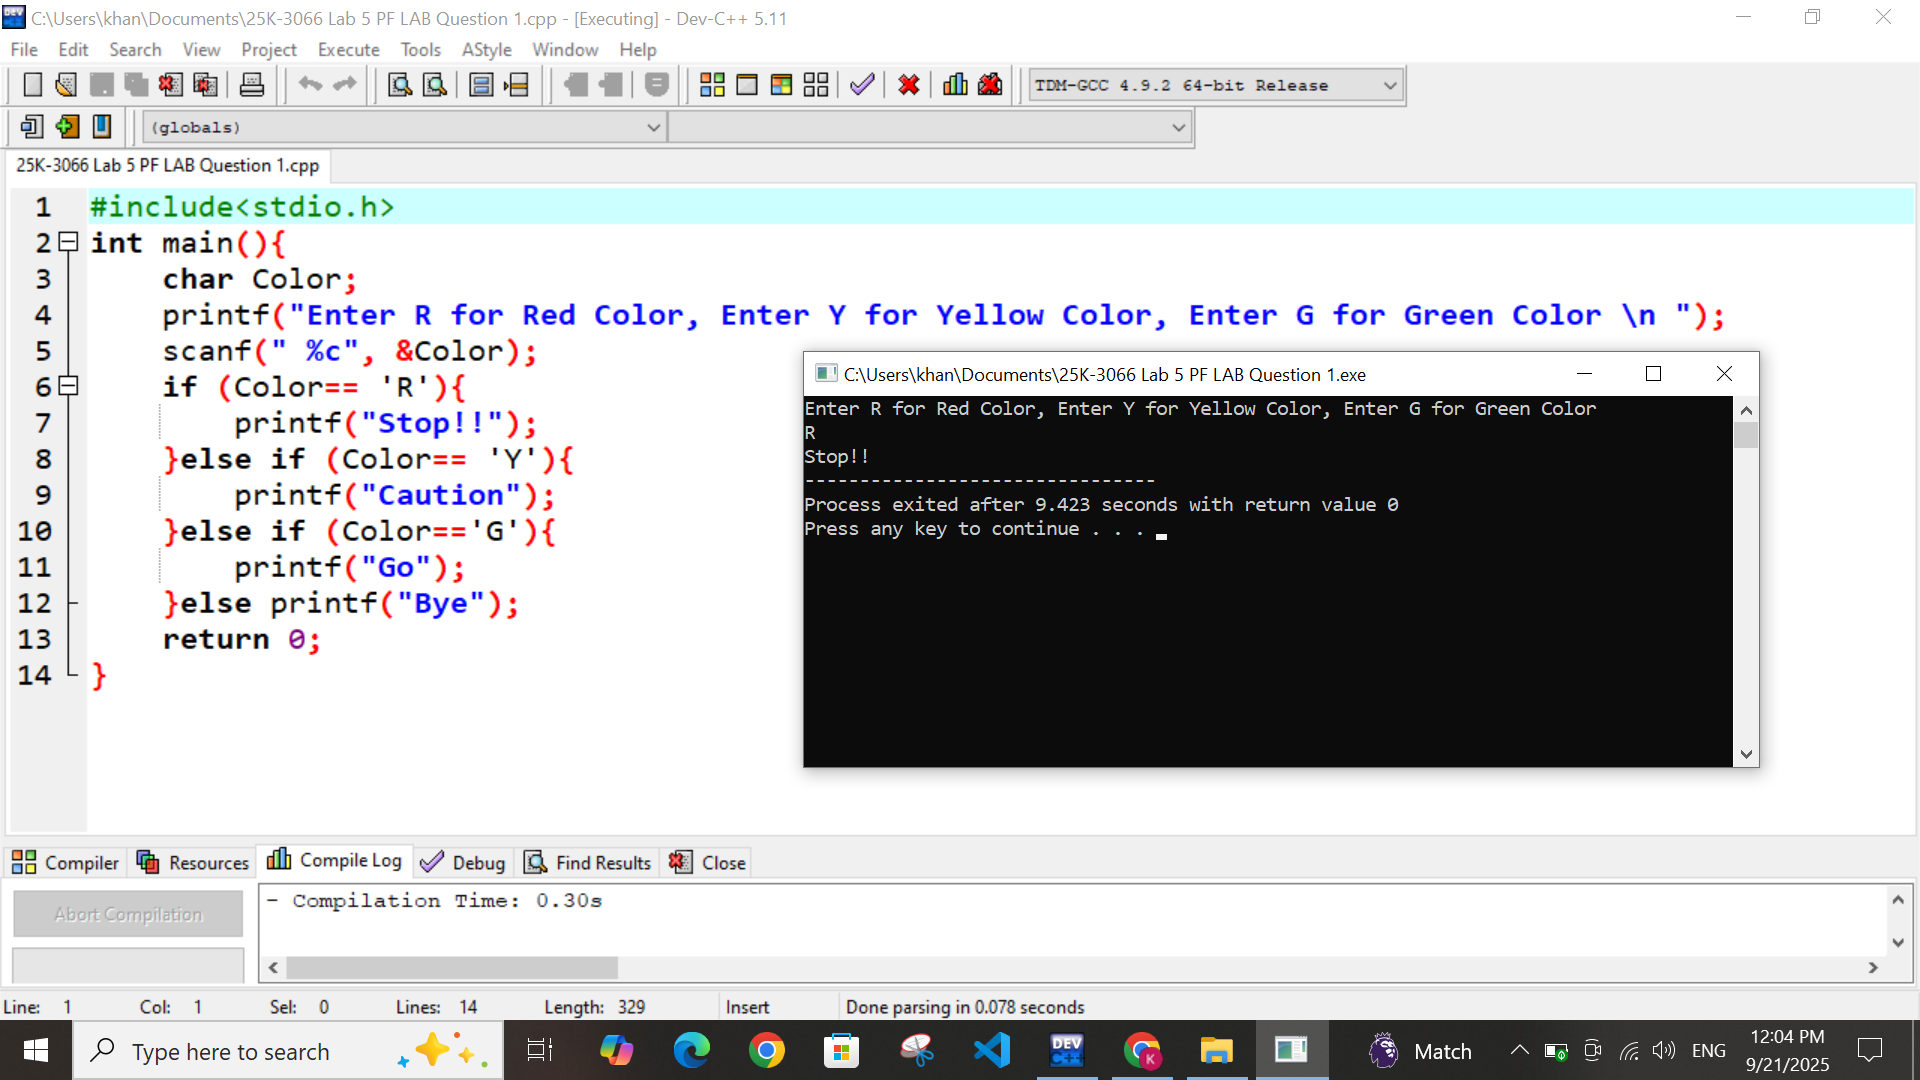 C:\Users\khan\Documents\25K-3066 Lab 5 PF LAB Question 1.cpp - [Executing] - Dev-C++ 5.11
File Edit Search View Project Execute Tools AStyle Window Help
TDM-GCC 4.9.2 64-bit Release
(globals)
25K-3066 Lab 5 PF LAB Question 1.cpp
1 #include<stdio.h>
2 int main(){
3 char Color;
4 printf("Enter R for Red Color, Enter Y for Yellow Color, Enter G for Green Color \n ");
5 scanf(" %c", &Color);
6 if (Color== 'R'){
7 printf("Stop!!");
8 }else if (Color== 'Y'){
9 printf("Caution");
10 }else if (Color=='G'){
11 printf("Go");
12 }else printf("Bye");
13 return 0;
14 }
C:\Users\khan\Documents\25K-3066 Lab 5 PF LAB Question 1.exe
Enter R for Red Color, Enter Y for Yellow Color, Enter G for Green Color
R
Stop!!
--------------------------------
Process exited after 9.423 seconds with return value 0
Press any key to continue . . .
Compiler Resources Compile Log Debug Find Results Close
Abort Compilation
- Compilation Time: 0.30s
Line: 1 Col: 1 Sel: 0 Lines: 14 Length: 329 Insert Done parsing in 0.078 seconds
Type here to search
DEV
C++
K
Match
ENG
12:04 PM
9/21/2025